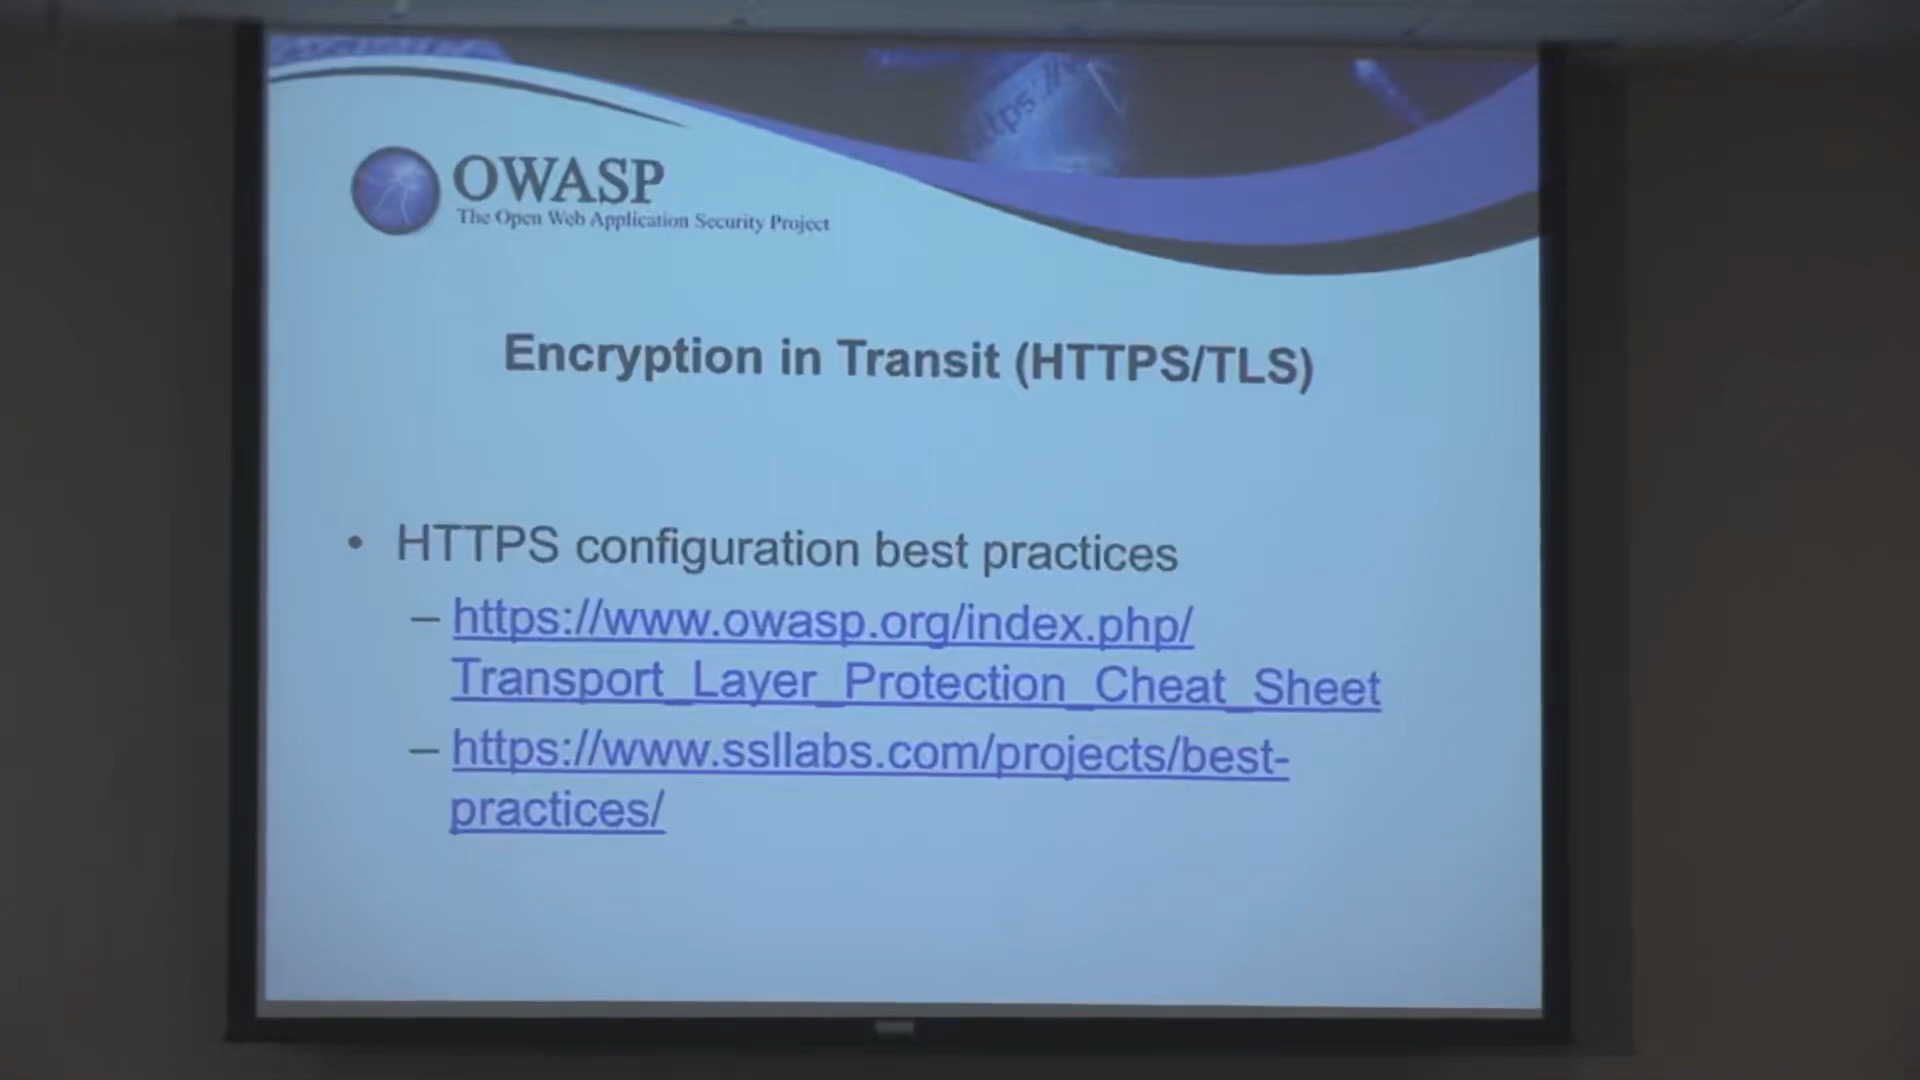 ttps://
OWASP
The Open Web Application Security Project
Encryption in Transit (HTTPS/TLS)
• HTTPS configuration best practices
– https://www.owasp.org/index.php/
Transport_Layer_Protection_Cheat_Sheet
– https://www.ssllabs.com/projects/best-
practices/